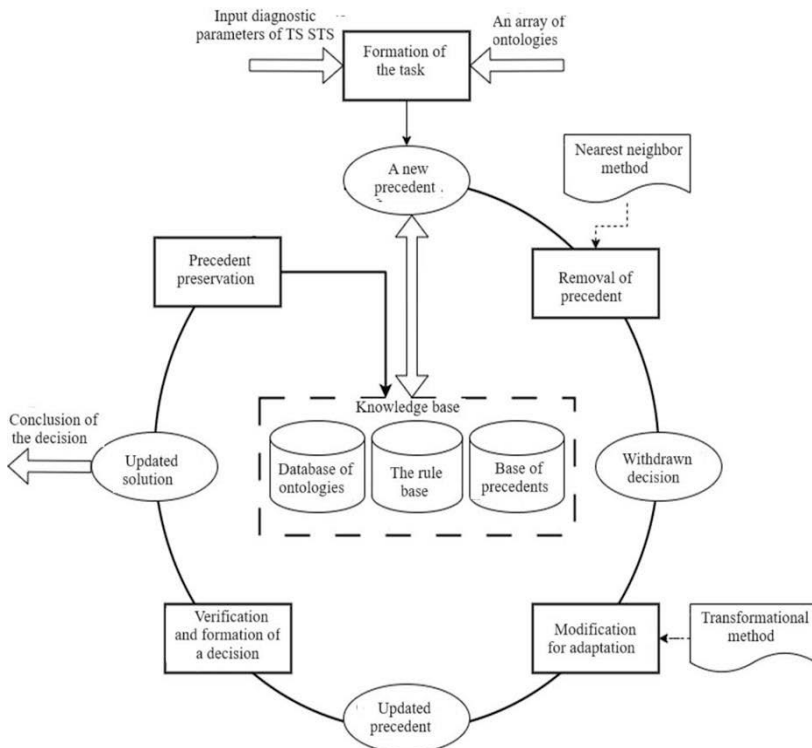 Input diagnostic
parameters of TS STS
Formation of
the task
An array of
ontologies
A new
precedent
Nearest neighbor
method
Precedent
preservation
Removal of
precedent
Knowledge base
Database of
ontologies
The rule
base
Base of
precedents
Conclusion of
the decision
Updated
solution
Withdrawn
decision
Verification
and formation of
a decision
Modification
for adaptation
Transformational
method
Updated
precedent